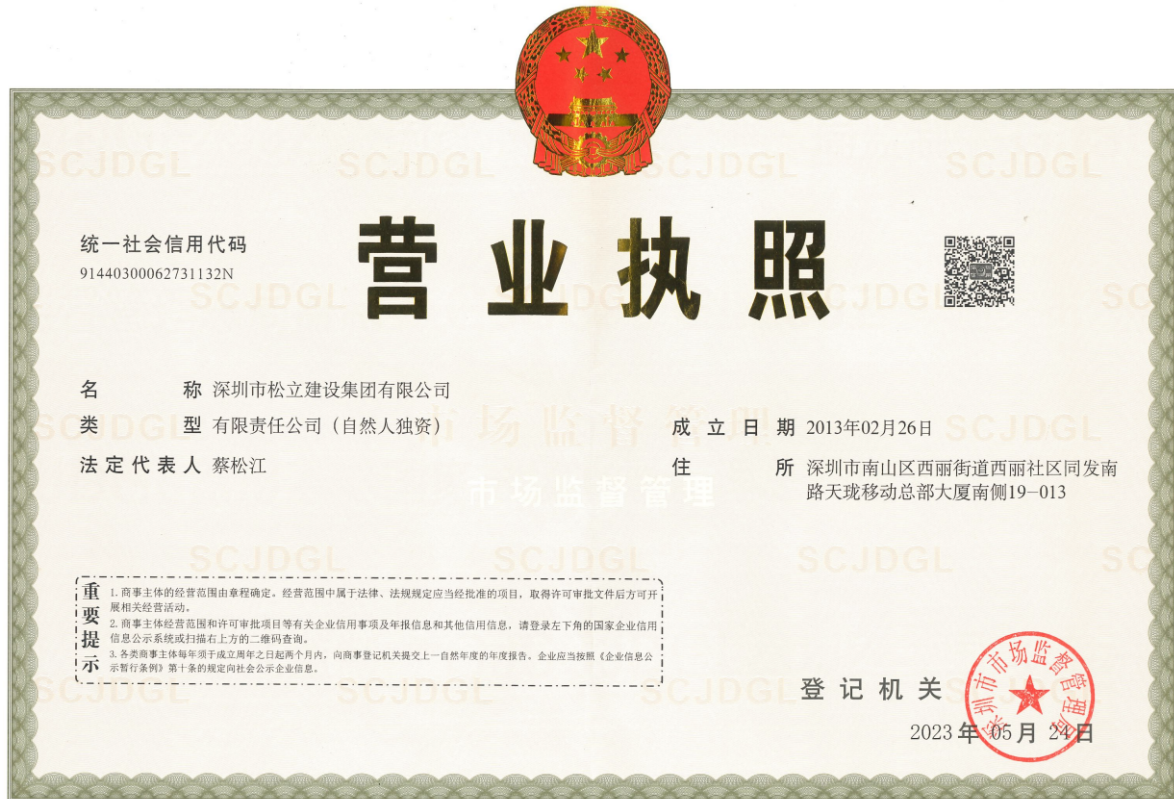 营业执照
统一社会信用代码
91440300062731132N
名 称 深圳市松立建设集团有限公司
类 型 有限责任公司（自然人独资）
法定代表人 蔡松江
成立日期 2013年02月26日
住 所 深圳市南山区西丽街道西丽社区同发南
路天珑移动总部大厦南侧19-013
重要提示
1. 商事主体的经营范围由章程确定。经营范围中属于法律、法规规定应当经批准的项目，取得许可审批文件后方可开
展相关经营活动。
2. 商事主体经营范围和许可审批项目等有关企业信用事项及年报信息和其他信用信息，请登录左下角的国家企业信用
信息公示系统或扫描右上方的二维码查询。
3. 各类商事主体每年须于成立周年之日起两个月内，向商事登记机关提交上一自然年度的年度报告。企业应当按照《企业信息公
示暂行条例》第十条的规定向社会公示企业信息。
登记机关
深圳市市场监督管理局
2023年05月24日
市场监督管理
市场监督管理
SCJDGL